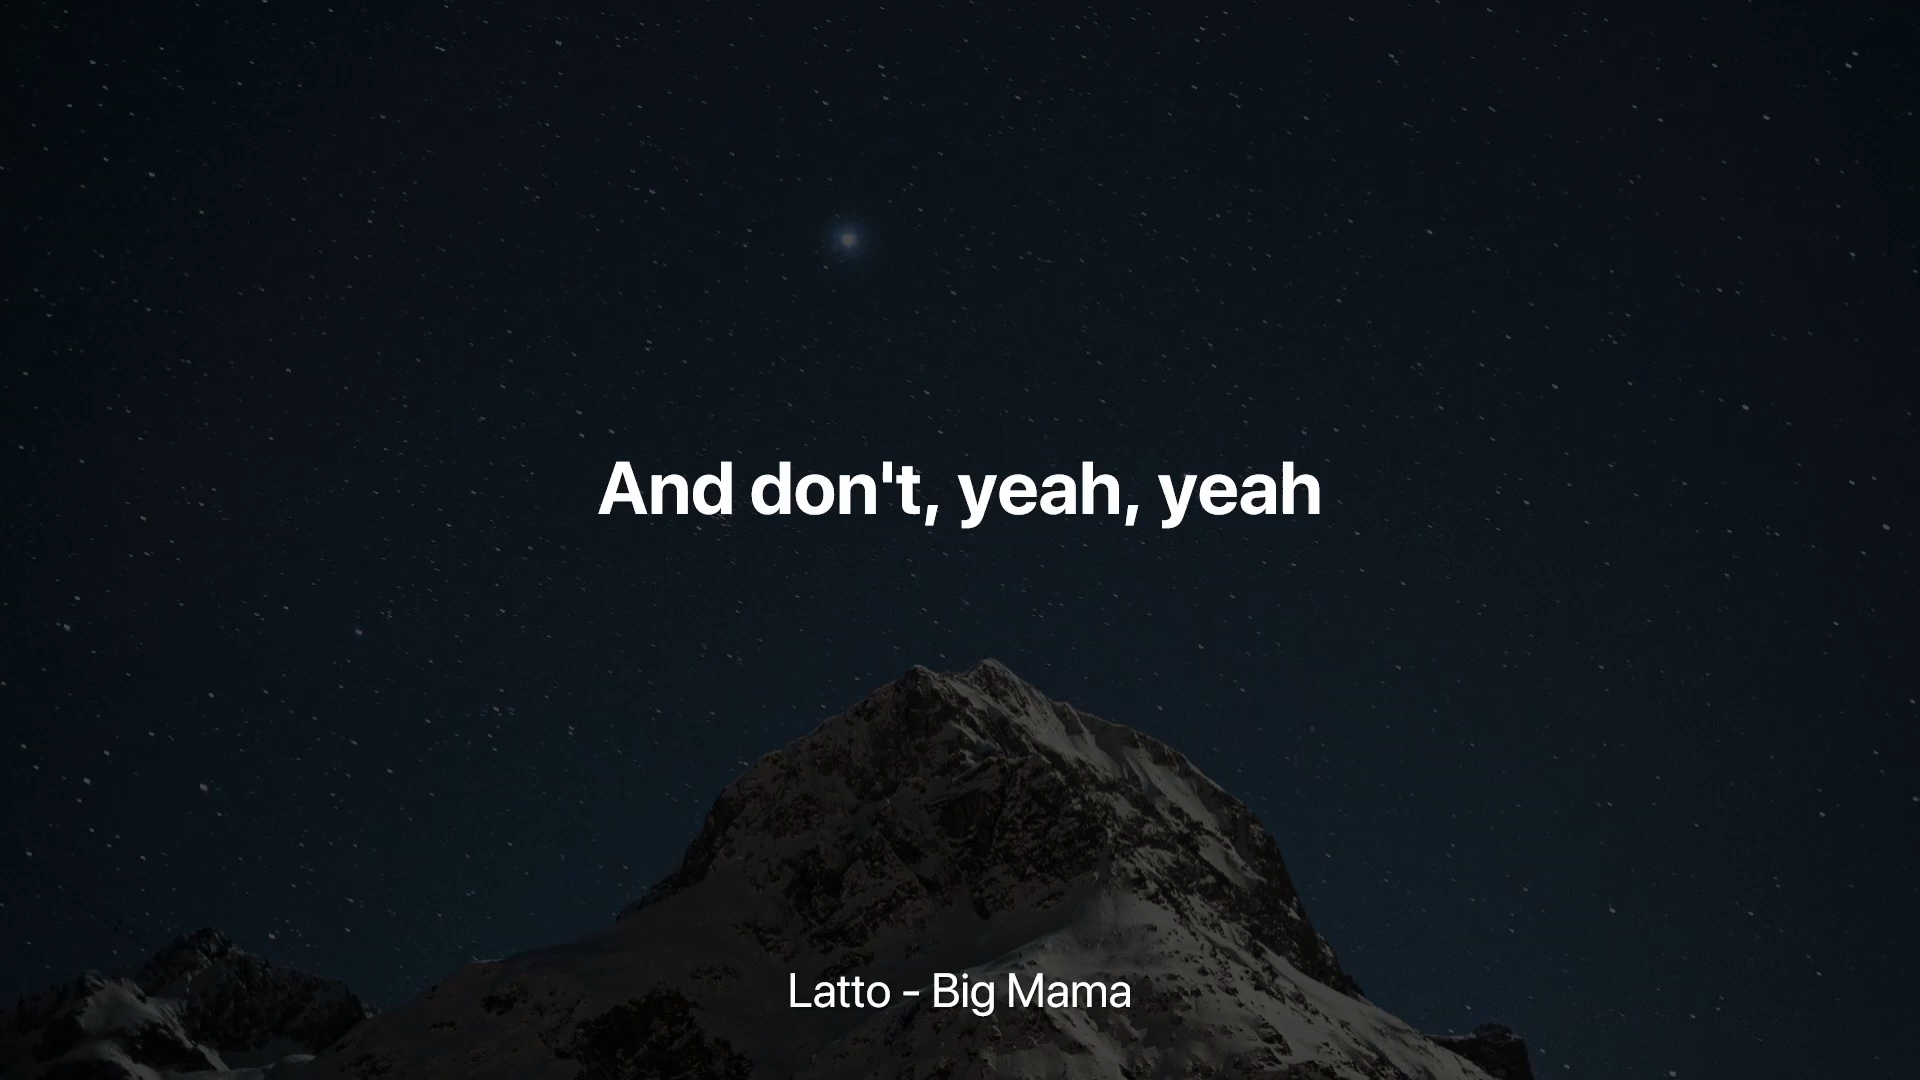 And don't, yeah, yeah
Latto - Big Mama